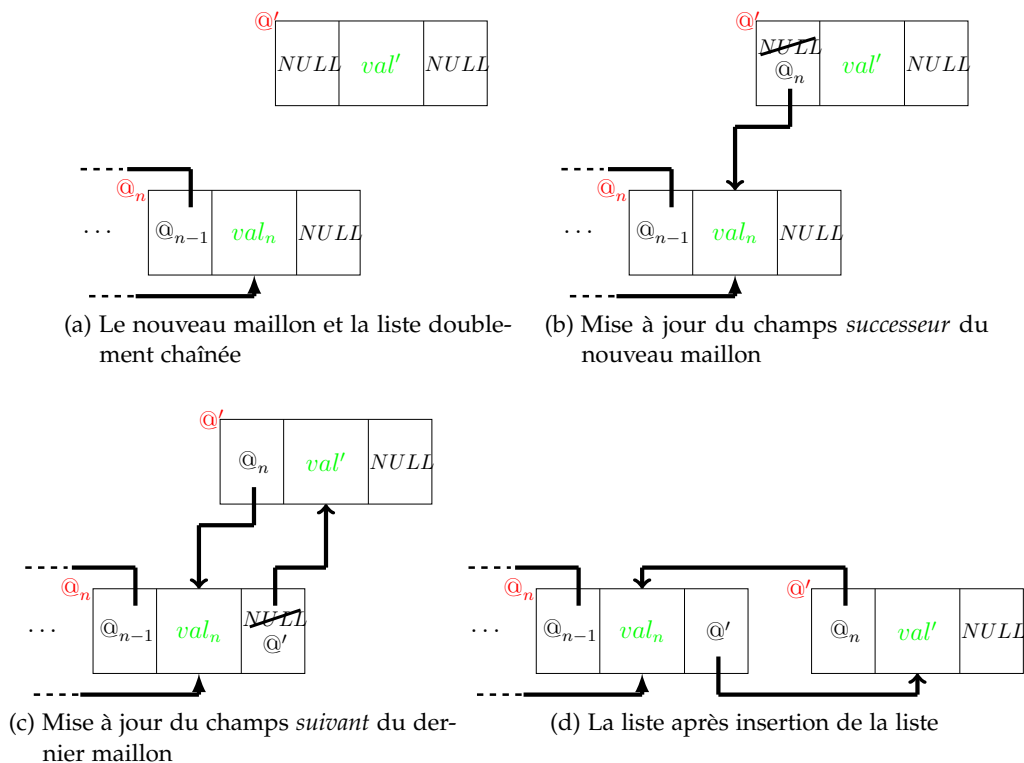 @′
NULL val′ NULL
@n
... @n−1 valn NULL
(a) Le nouveau maillon et la liste double-
ment chaînée
@′
NULL
@n val′ NULL
@n
... @n−1 valn NULL
(b) Mise à jour du champs successeur du
nouveau maillon
@′
@n val′ NULL
@n
NULL
... @n−1 valn @′
(c) Mise à jour du champs suivant du der-
nier maillon
@n @′
... @n−1 valn @′ @n val′ NULL
(d) La liste après insertion de la liste